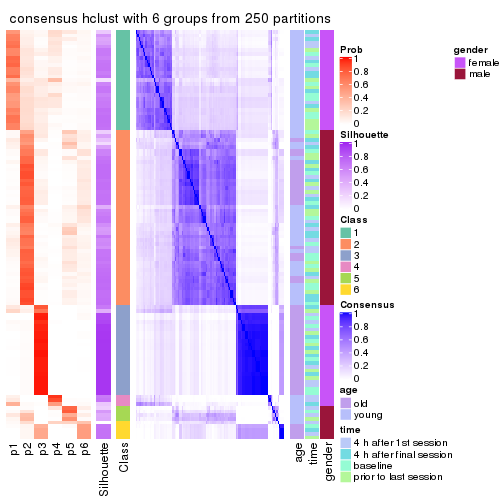 consensus hclust with 6 groups from 250 partitions
Prob
1
0.8
0.6
0.4
0.2
0
gender
female
male
Silhouette
1
0.8
0.6
0.4
0.2
0
Class
1
2
3
4
5
6
Consensus
1
0.8
0.6
0.4
0.2
0
age
old
young
time
4 h after 1st session
4 h after final session
baseline
prior to last session
p1
p2
p3
p4
p5
p6
Silhouette
Class
age
time
gender